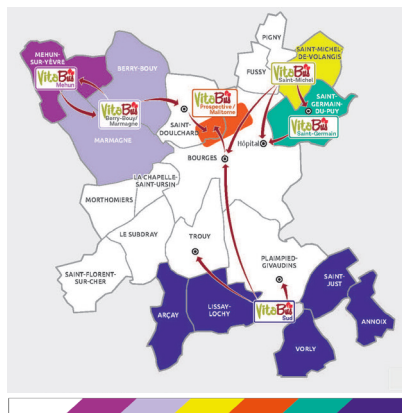 PIGNY
SAINT-MICHEL
DE-VOLANGIS
MEHUN-
SUR-YÈVRE
BERRY-BOUY
FUSSY
VitaBus
Mehun
VitaBus
Saint-Michel
VitaBus
Prospective/
Malitorne
SAINT-
GERMAIN-
DU-PUY
VitaBus
Berry-Bouy/
Marmagne
SAINT-
DOULCHARD
VitaBus
Saint-Germain
MARMAGNE
Hôpital
BOURGES
LA CHAPELLE-
SAINT-URSIN
MORTHOMIERS
LE SUBDRAY
TROUY
PLAIMPIED-
GIVAUDINS
SAINT-FLORENT-
SUR-CHER
SAINT-
JUST
ARÇAY
LISSAY-
LOCHY
VitaBus
Sud
ANNOIX
VORLY